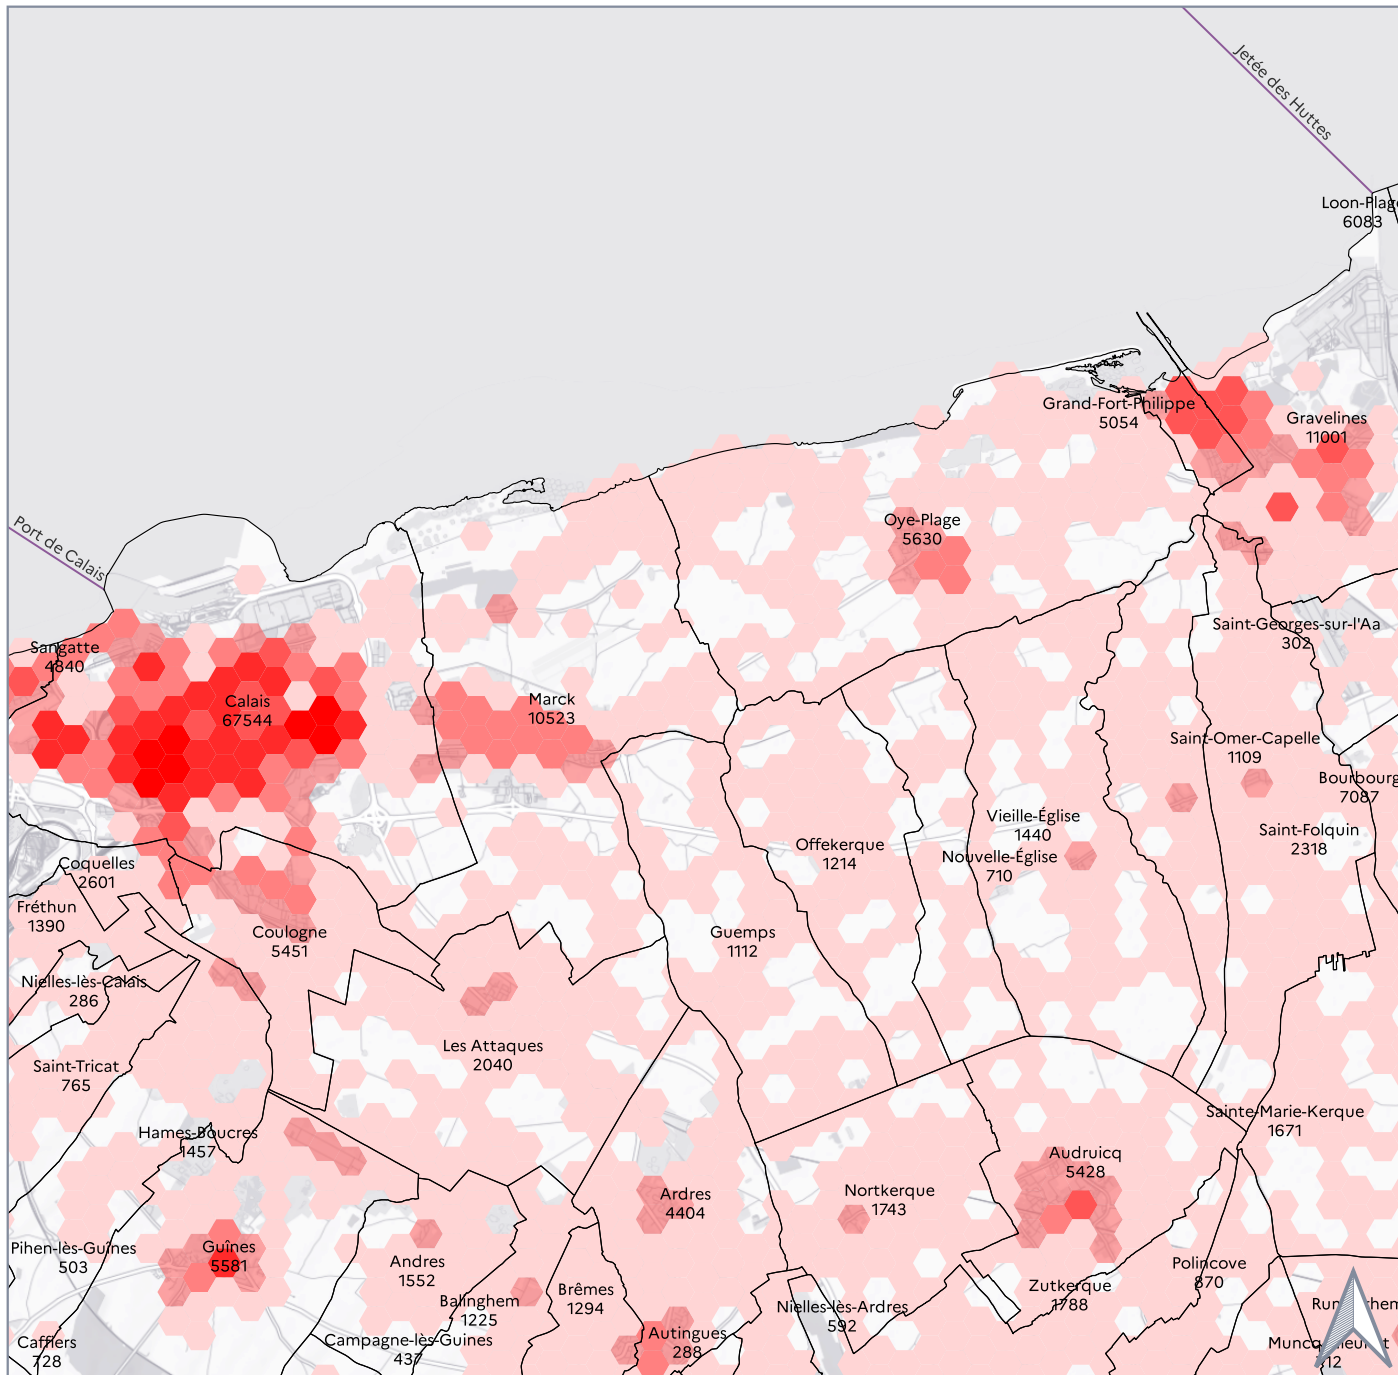 Jetée des Huttes
Loon-Plage
6083
Grand-Fort-Philippe
5054
Gravelines
11001
Port de Calais
Oye-Plage
5630
Sangatte
4840
Saint-Georges-sur-l'Aa
302
Calais
67544
Marck
10523
Saint-Omer-Capelle
1109
Bourbourg
7087
Vieille-Église
1440
Saint-Folquin
2318
Offekerque
1214
Nouvelle-Église
710
Coquelles
2601
Fréthun
1390
Coulogne
5451
Guemps
1112
Nielles-lès-Calais
286
Les Attaques
2040
Saint-Tricat
765
Hames-Boucres
1457
Sainte-Marie-Kerque
1671
Audruicq
5428
Ardres
4404
Nortkerque
1743
Pihen-lès-Guînes
503
Guînes
5581
Andres
1552
Polincove
870
Zutkerque
1788
Brêmes
1294
Balinghem
1225
Nielles-lès-Ardres
592
Campagne-lès-Guines
437
Autingues
288
Caffiers
728